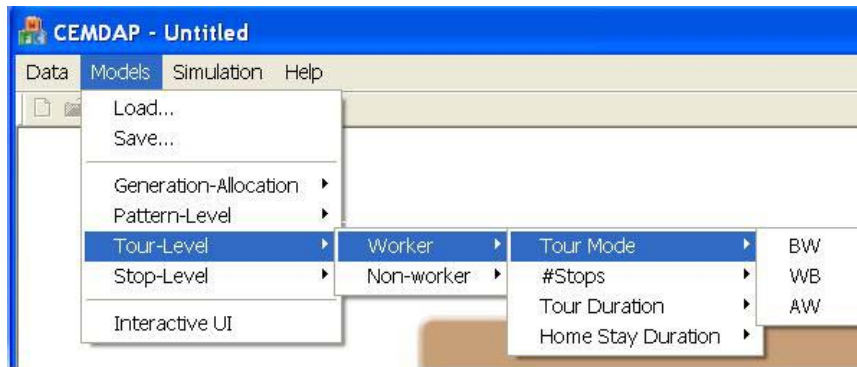 CEMDAP - Untitled
Data Models Simulation Help
Load...
Save...
Generation-Allocation
Pattern-Level
Tour-Level
Stop-Level
Interactive UI
Worker
Non-worker
Tour Mode
#Stops
Tour Duration
Home Stay Duration
BW
WB
AW